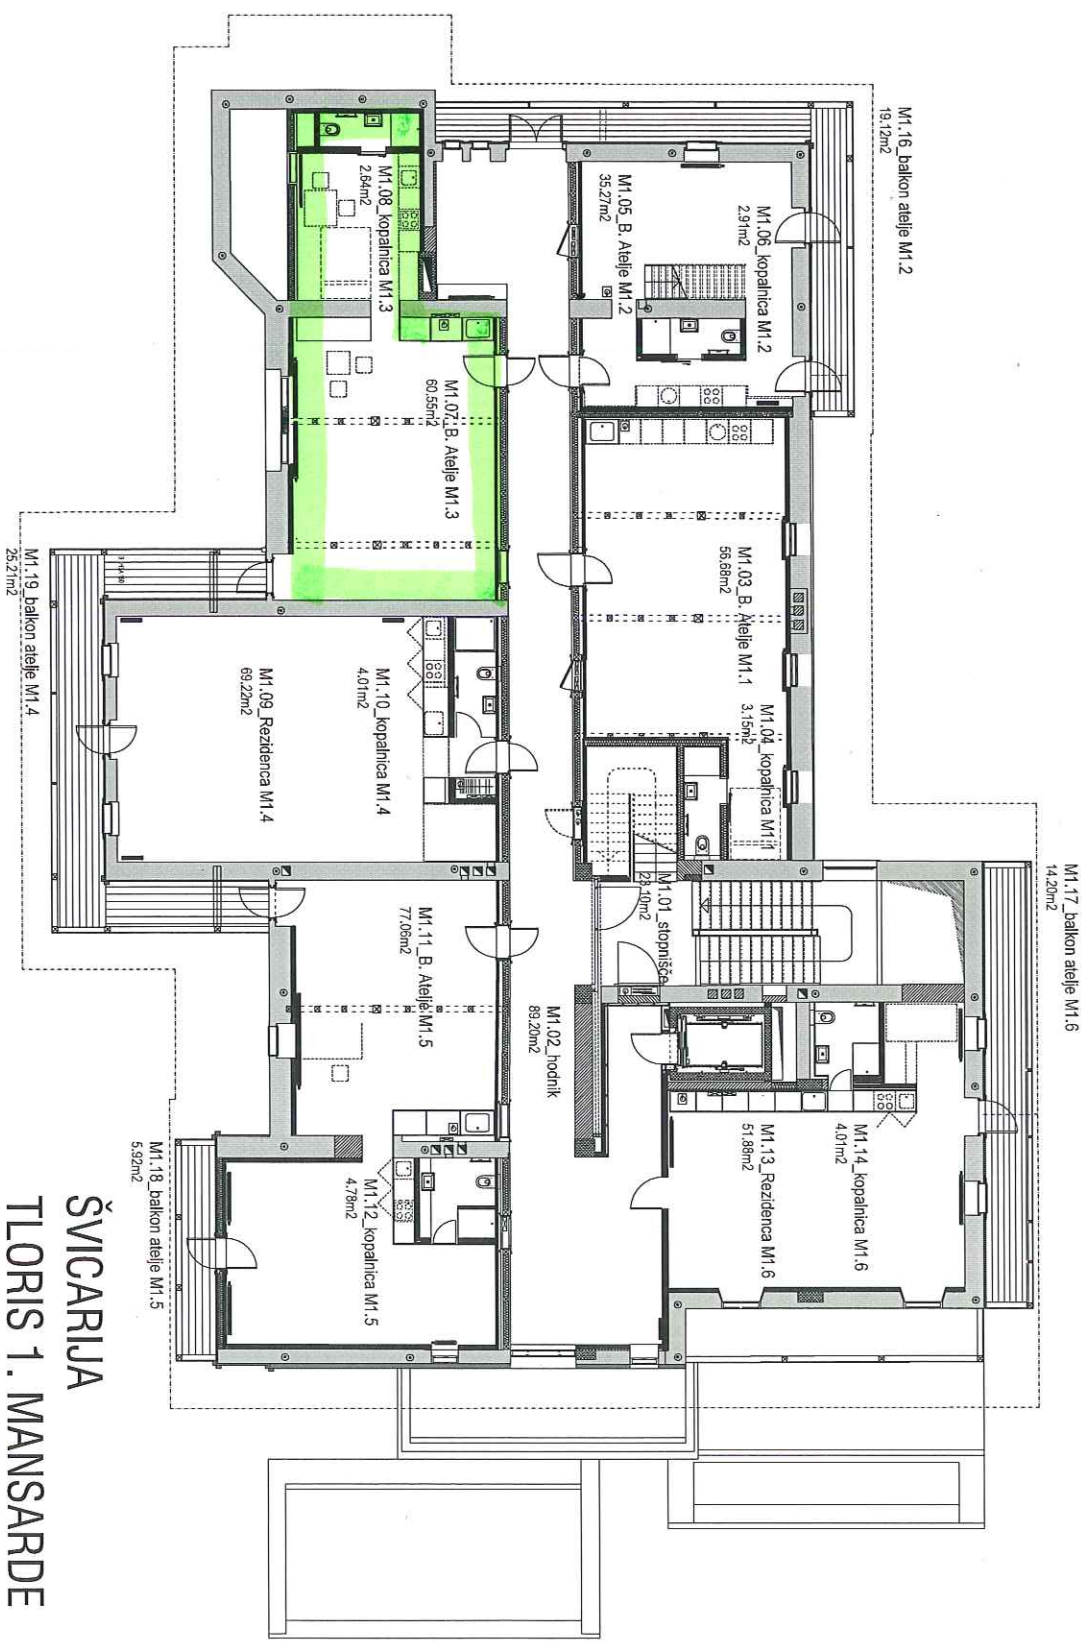 M1.16_balkon atelje M1.2
19.12m2
M1.17_balkon atelje M1.6
14.20m2
M1.06_kopalnica M1.2
2.91m2
M1.05_B. Atelje M1.2
35.27m2
M1.04_kopalnica M1.1
3.15m2
M1.03_B. Atelje M1.1
56,68m2
M1.01_stopnišče
23.10m2
M1.14_kopalnica M1.6
4.01m2
M1.13_Rezidenca M1.6
51.88m2
M1.02_hodnik
89.20m2
M1.08_kopalnica M1.3
2.64m2
M1.07_B. Atelje M1.3
60,55m2
M1.10_kopalnica M1.4
4.01m2
M1.09_Rezidenca M1.4
69.22m2
M1.11_B. Atelje M1.5
77.06m2
M1.12_kopalnica M1.5
4.78m2
M1.19_balkon atelje M1.4
25.21m2
M1.18_balkon atelje M1.5
5.92m2
ŠVICARIJA
TLORIS 1. MANSARDE